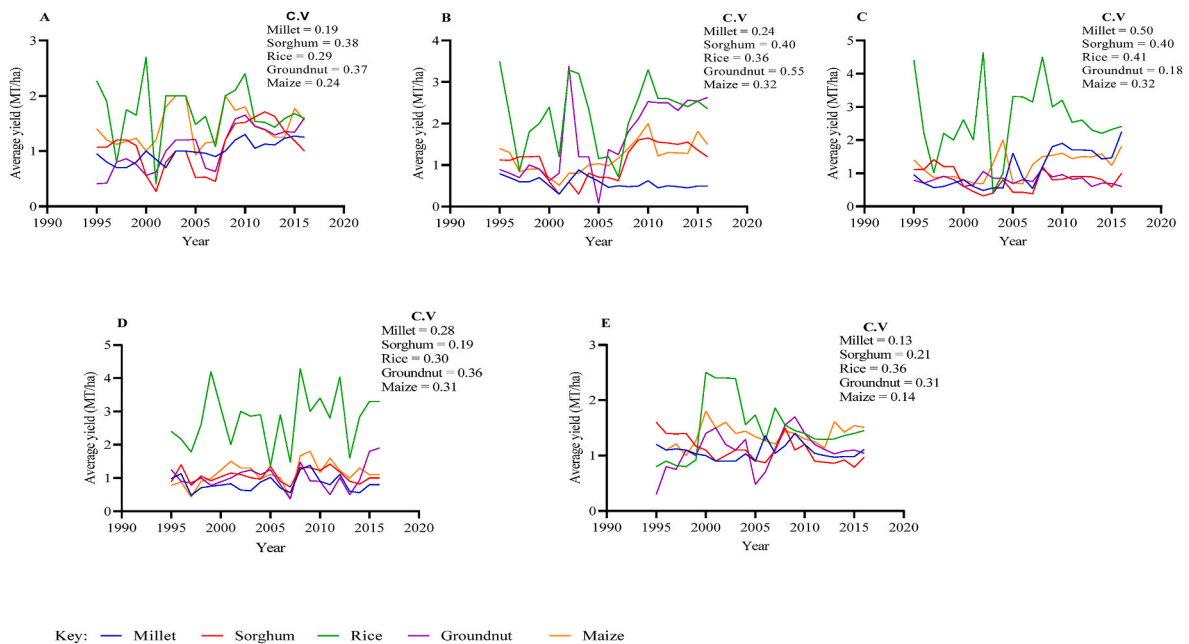 A
C.V
Millet = 0.19
Sorghum = 0.38
Rice = 0.29
Groundnut = 0.37
Maize = 0.24
Average yield (MT/ha)
3
2
1
0
1990 1995 2000 2005 2010 2015 2020
Year
B
C.V
Millet = 0.24
Sorghum = 0.40
Rice = 0.36
Groundnut = 0.55
Maize = 0.32
Average yield (MT/ha)
4
3
2
1
0
1990 1995 2000 2005 2010 2015 2020
Year
C
C.V
Millet = 0.50
Sorghum = 0.40
Rice = 0.41
Groundnut = 0.18
Maize = 0.32
Average yield (MT/ha)
5
4
3
2
1
0
1990 1995 2000 2005 2010 2015 2020
Year
D
C.V
Millet = 0.28
Sorghum = 0.19
Rice = 0.30
Groundnut = 0.36
Maize = 0.31
Average yield (MT/ha)
5
4
3
2
1
0
1990 1995 2000 2005 2010 2015 2020
Year
E
C.V
Millet = 0.13
Sorghum = 0.21
Rice = 0.36
Groundnut = 0.31
Maize = 0.14
Average yield (MT/ha)
3
2
1
0
1990 1995 2000 2005 2010 2015 2020
Year
Key: Millet Sorghum Rice Groundnut Maize